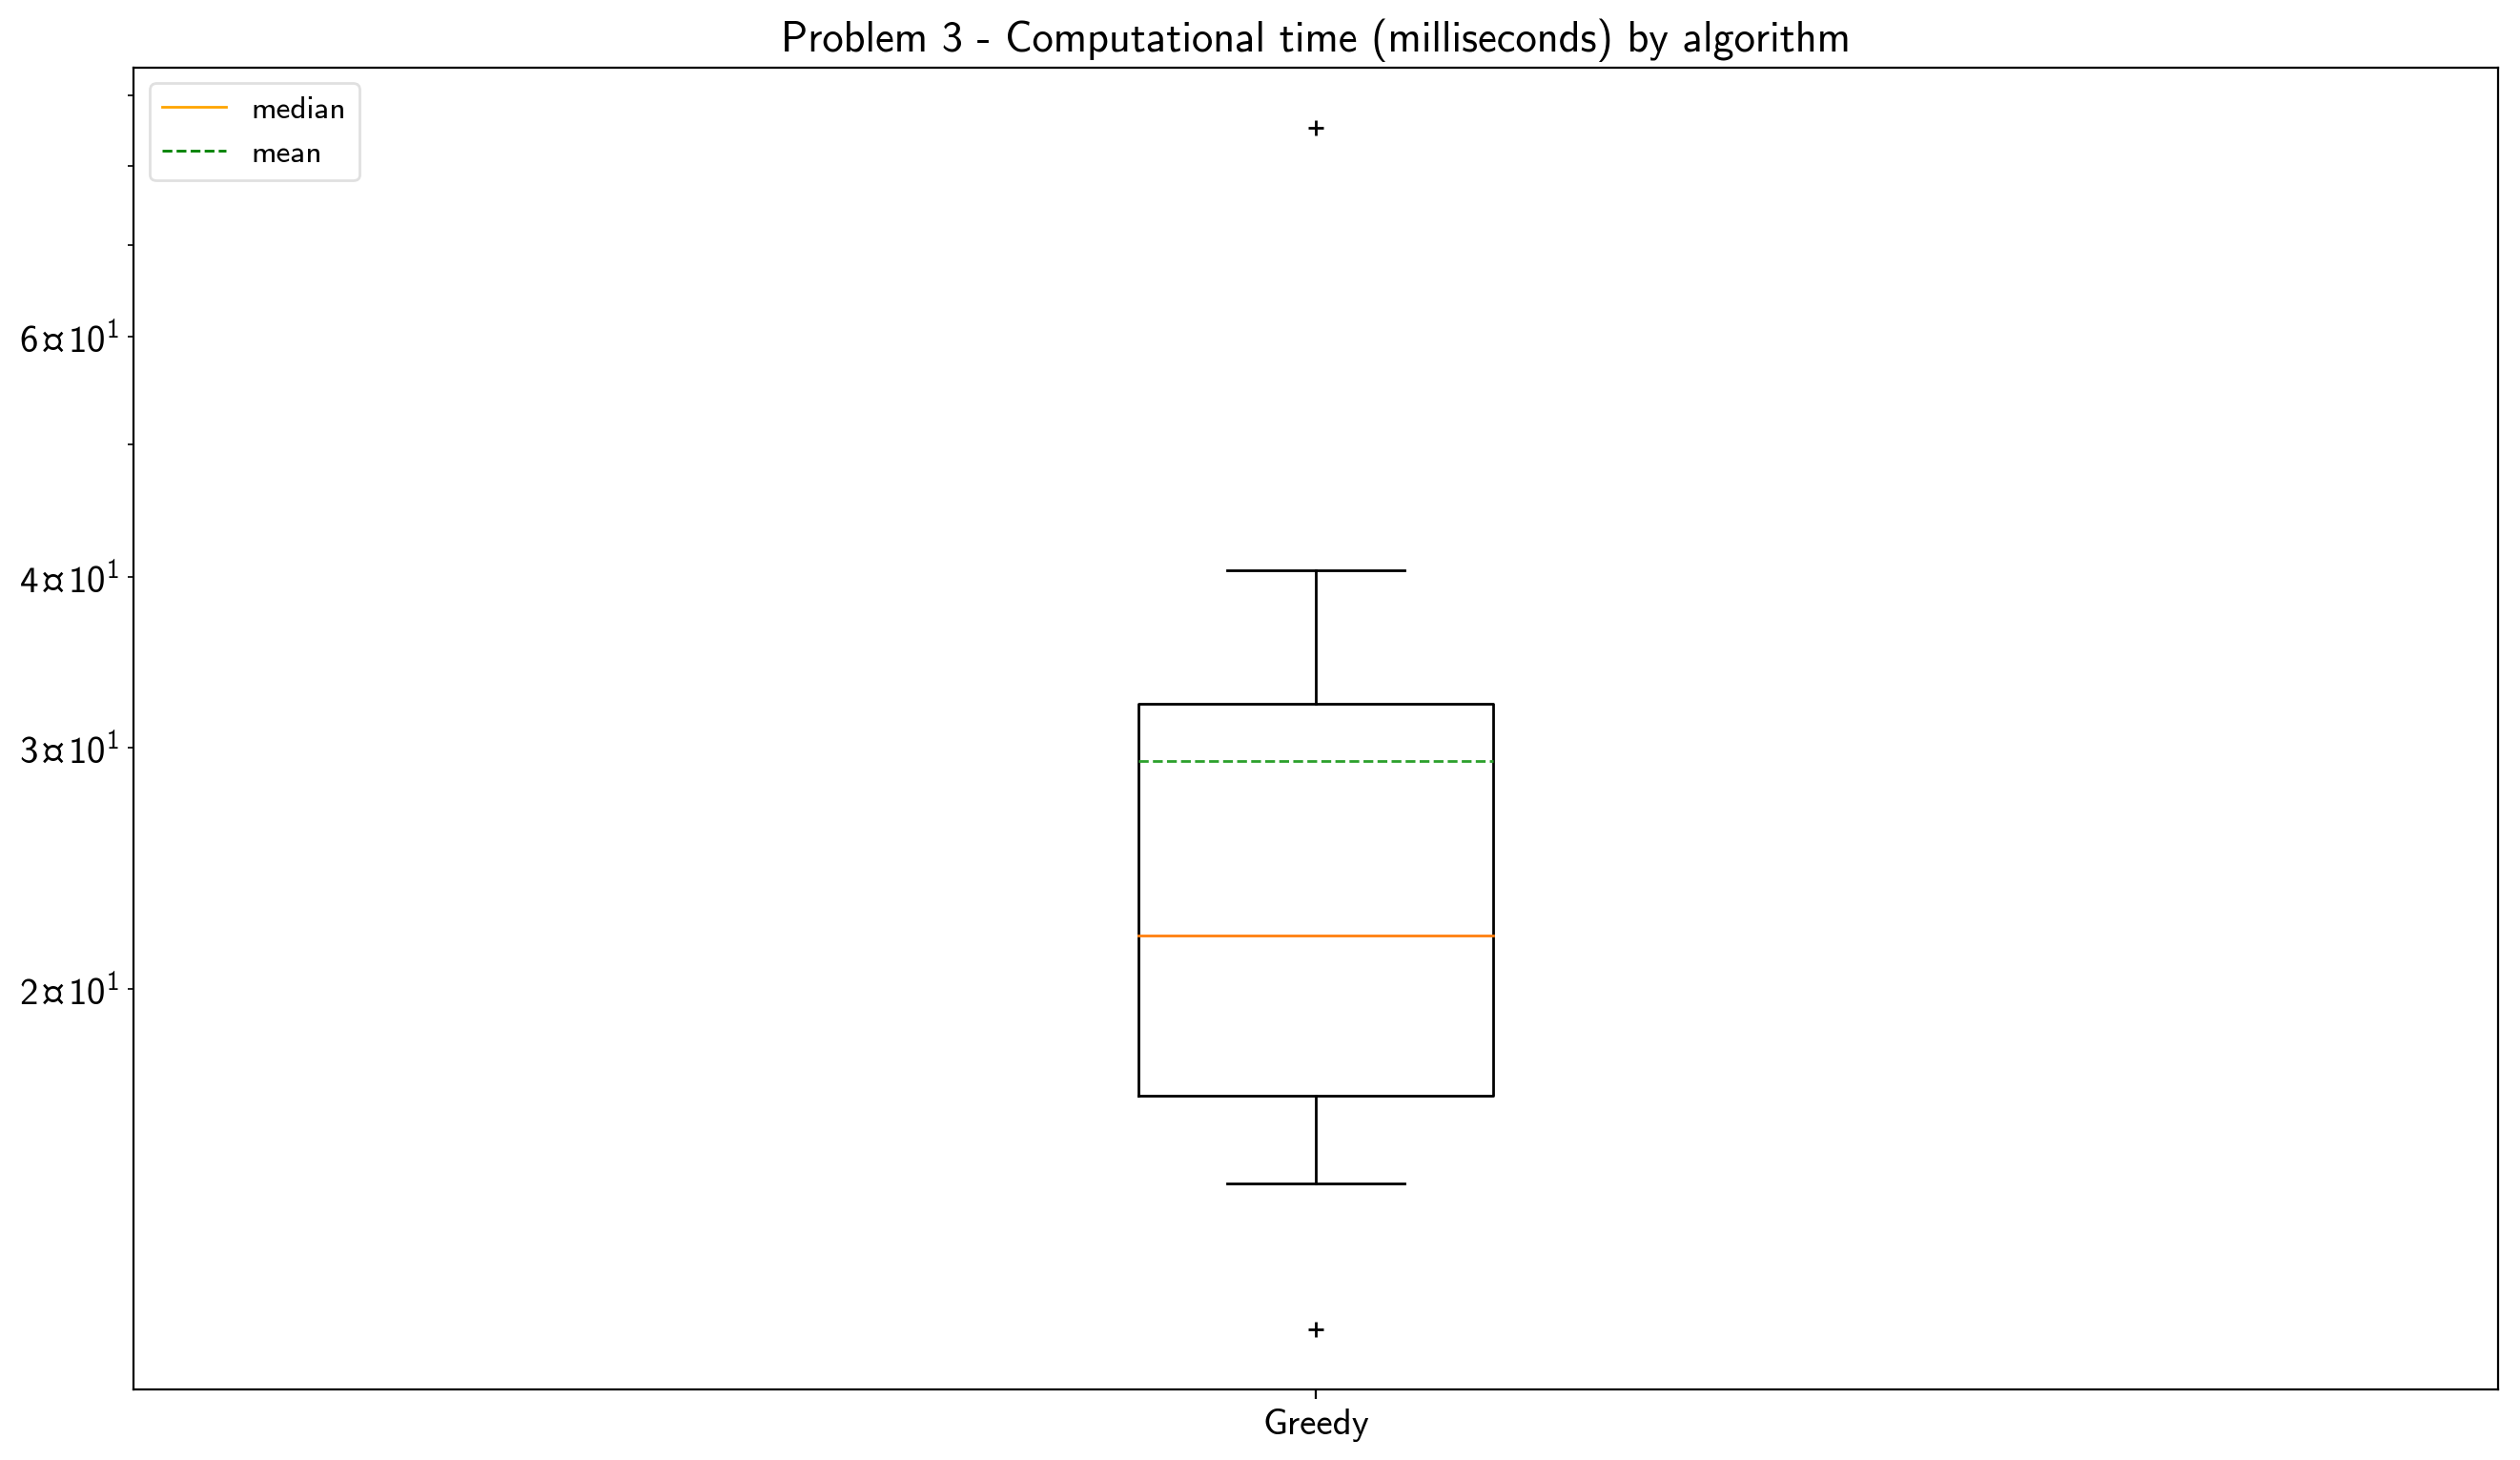 Problem 3 - Computational time (milliseconds) by algorithm
median
mean
6¤10¹
4¤10¹
3¤10¹
2¤10¹
Greedy